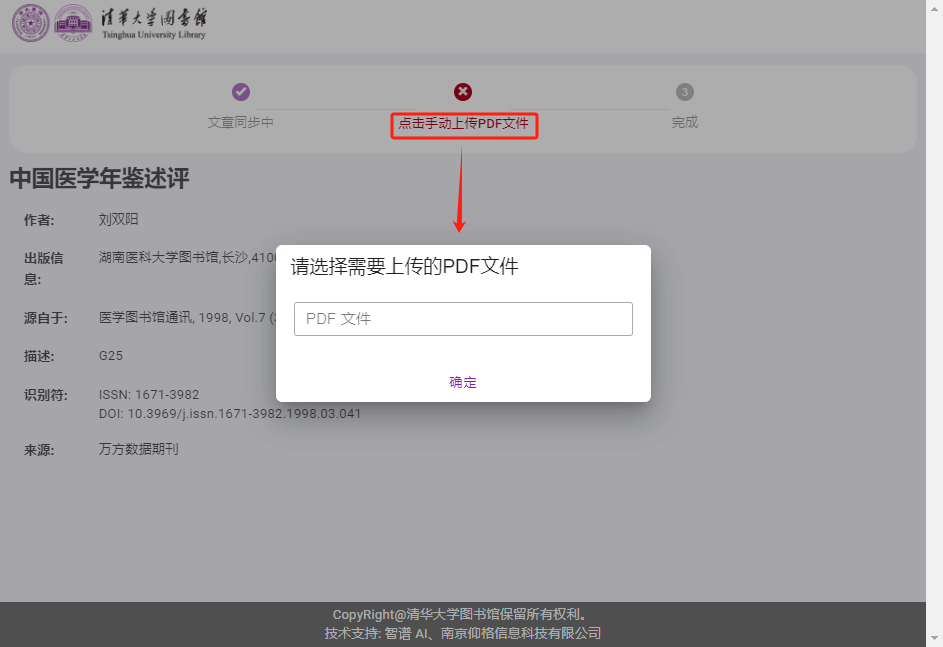 清华大学图书馆
Tsinghua University Library
3
文章同步中
点击手动上传PDF文件
完成
中国医学年鉴述评
作者:
刘双阳
出版信息:
湖南医科大学图书馆,长沙,410
请选择需要上传的PDF文件
源自于:
医学图书馆通讯, 1998, Vol.7
PDF 文件
描述:
G25
确定
识别符:
ISSN: 1671-3982
DOI: 10.3969/j.issn.1671-3982.1998.03.041
来源:
万方数据期刊
CopyRight@清华大学图书馆保留所有权利。
技术支持: 智谱 AI、南京仰格信息科技有限公司